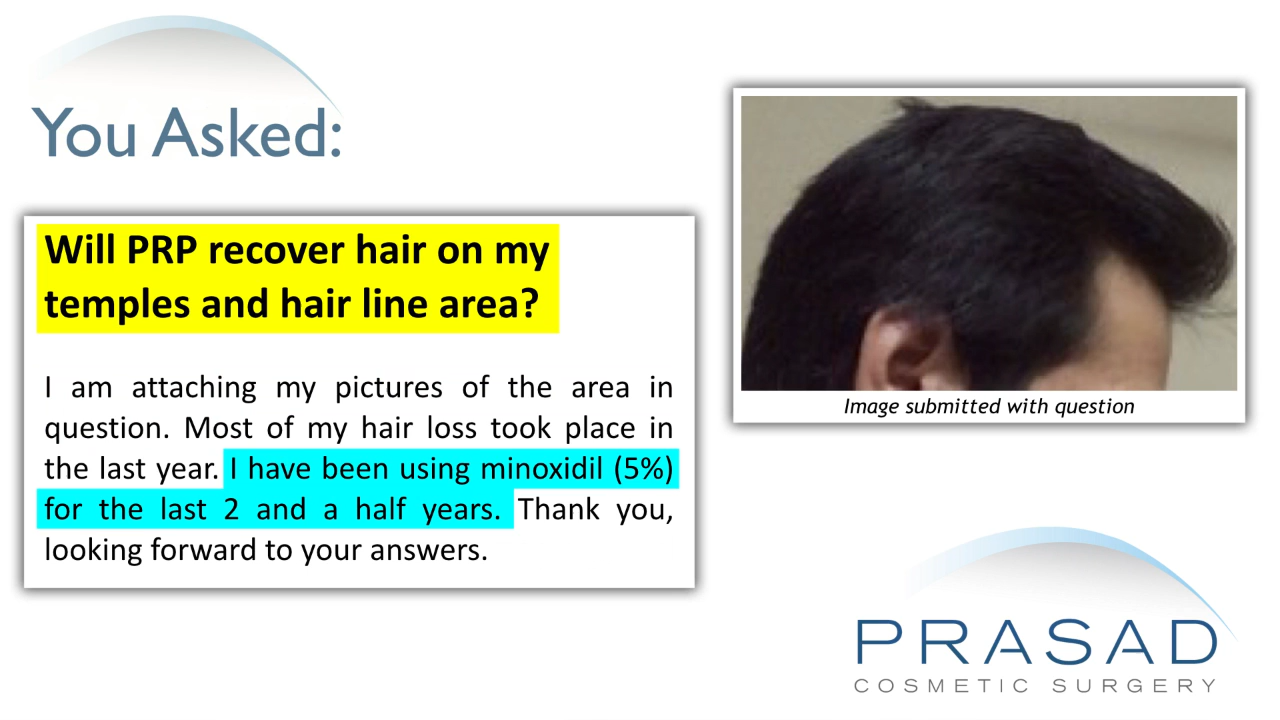 You Asked:
Will PRP recover hair on my
temples and hair line area?
I am attaching my pictures of the area in
question. Most of my hair loss took place in
the last year. I have been using minoxidil (5%)
for the last 2 and a half years. Thank you,
looking forward to your answers.
Image submitted with question
PRASAD
COSMETIC SURGERY